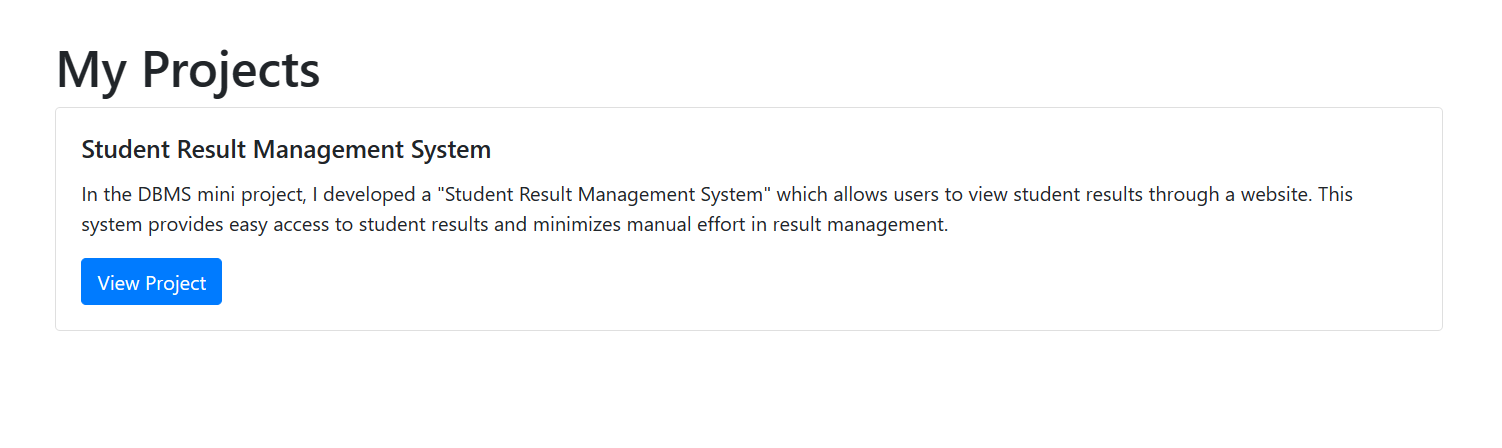 My Projects
Student Result Management System
In the DBMS mini project, I developed a "Student Result Management System" which allows users to view student results through a website. This
system provides easy access to student results and minimizes manual effort in result management.
View Project